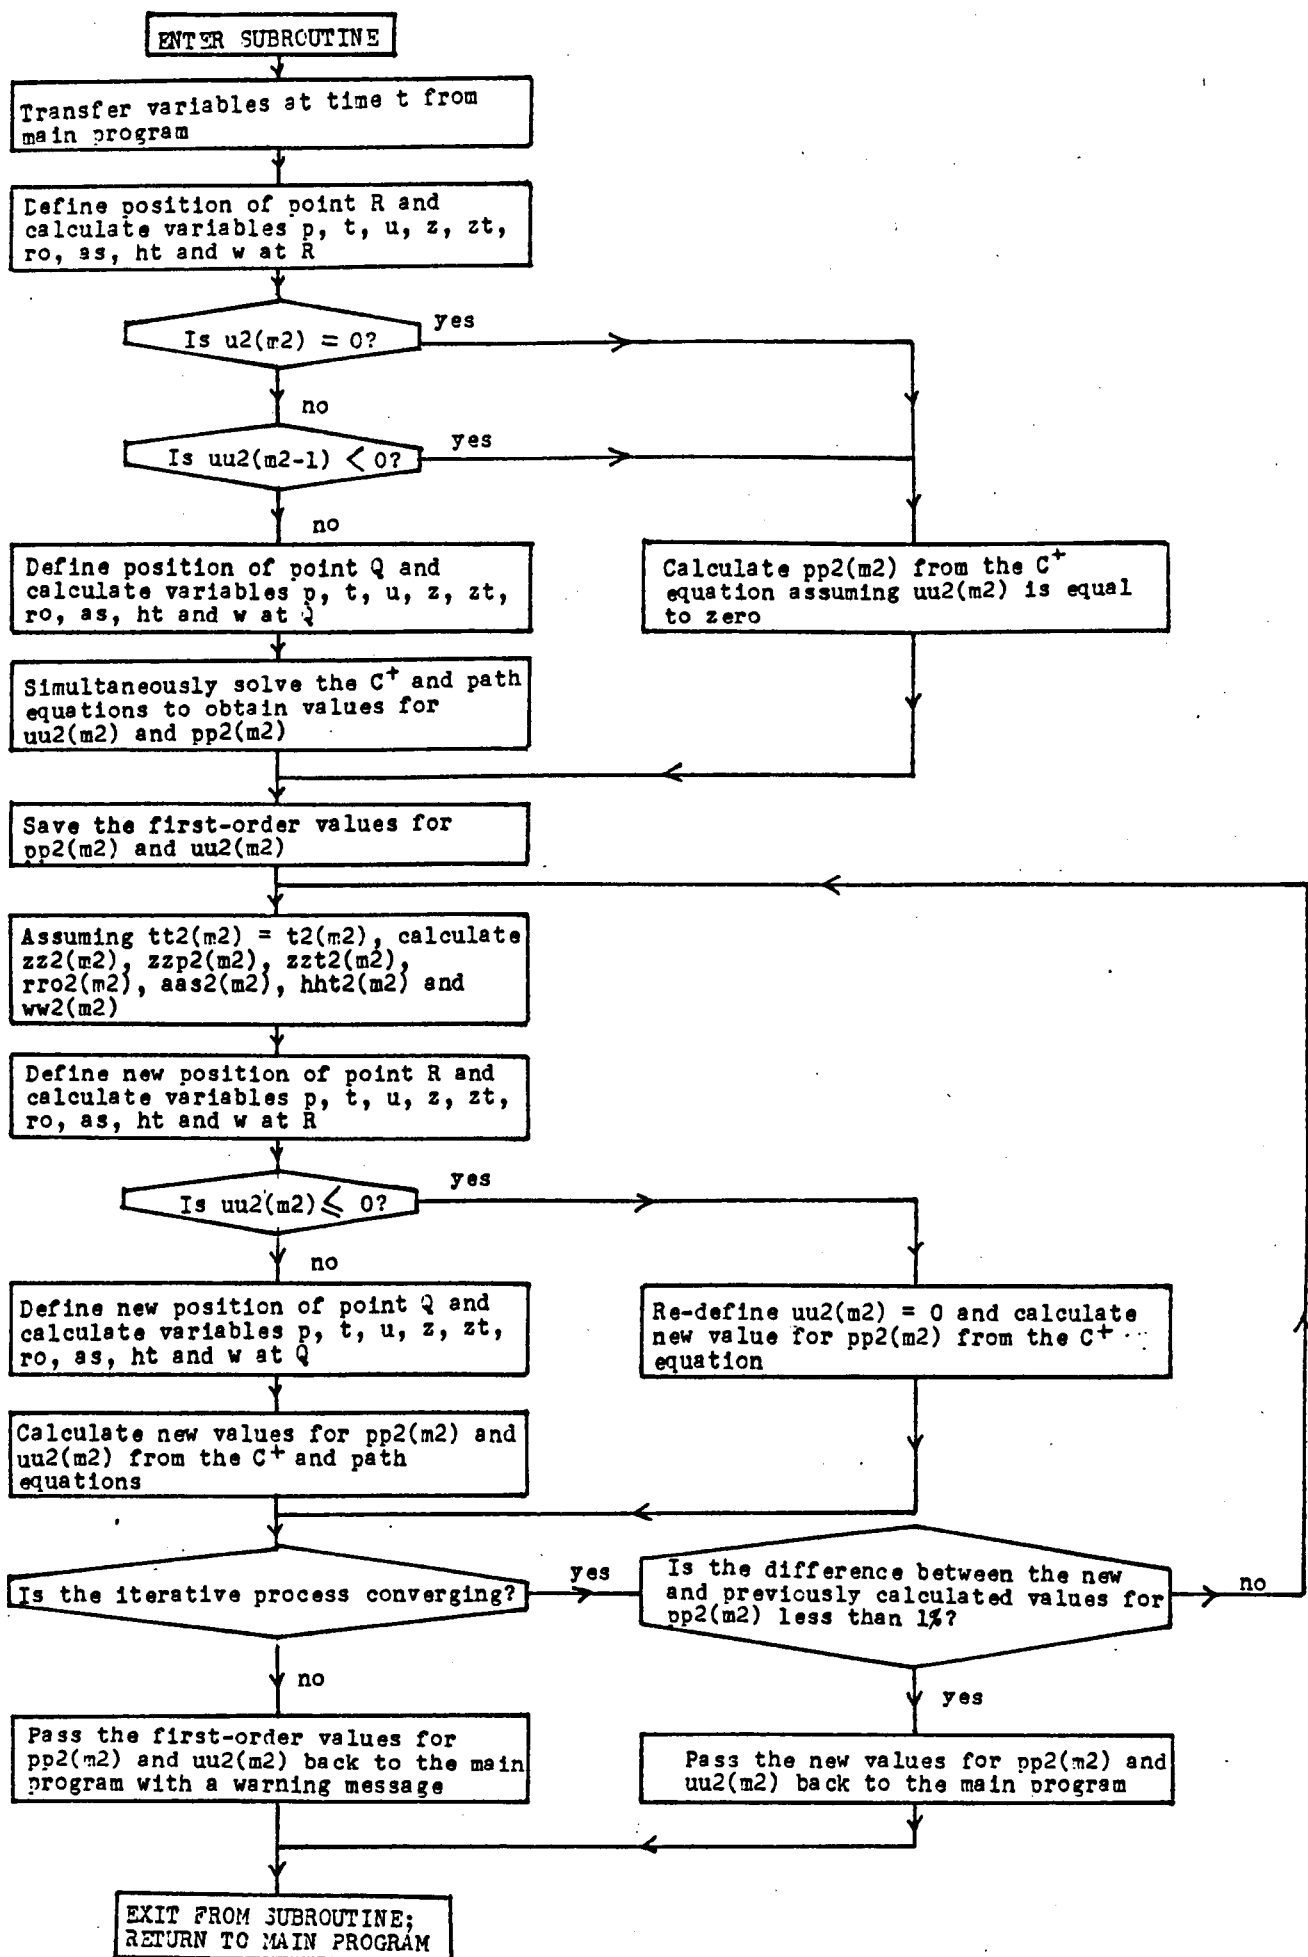 ENTER SUBROUTINE
Transfer variables at time t from
main program
Define position of point R and
calculate variables p, t, u, z, zt,
ro, as, ht and w at R
Is u2(m2) = 0?
yes
no
Is uu2(m2-1) < 0?
yes
no
Define position of point Q and
calculate variables p, t, u, z, zt,
ro, as, ht and w at Q
Calculate pp2(m2) from the C+
equation assuming uu2(m2) is equal
to zero
Simultaneously solve the C+ and path
equations to obtain values for
uu2(m2) and pp2(m2)
Save the first-order values for
pp2(m2) and uu2(m2)
Assuming tt2(m2) = t2(m2), calculate
zz2(m2), zzp2(m2), zzt2(m2),
rro2(m2), aas2(m2), hht2(m2) and
ww2(m2)
Define new position of point R and
calculate variables p, t, u, z, zt,
ro, as, ht and w at R
Is uu2(m2) ≤ 0?
yes
no
Define new position of point Q and
calculate variables p, t, u, z, zt,
ro, as, ht and w at Q
Re-define uu2(m2) = 0 and calculate
new value for pp2(m2) from the C+
equation
Calculate new values for pp2(m2) and
uu2(m2) from the C+ and path
equations
Is the iterative process converging?
yes
Is the difference between the new
and previously calculated values for
pp2(m2) less than 1%?
no
no
yes
Pass the first-order values for
pp2(m2) and uu2(m2) back to the main
program with a warning message
Pass the new values for pp2(m2) and
uu2(m2) back to the main program
EXIT FROM SUBROUTINE;
RETURN TO MAIN PROGRAM